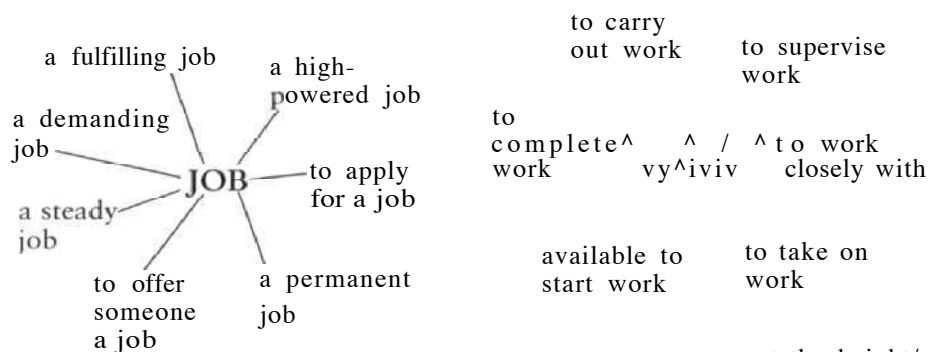 a fulfilling job
a high-
powered job
a demanding
job
JOB
to apply
for a job
a steady
job
to offer
someone
a job
a permanent
job
to carry
out work
to supervise
work
to
complete^ ^ / ^ to work
work vy^iviv closely with
available to
start work
to take on
work